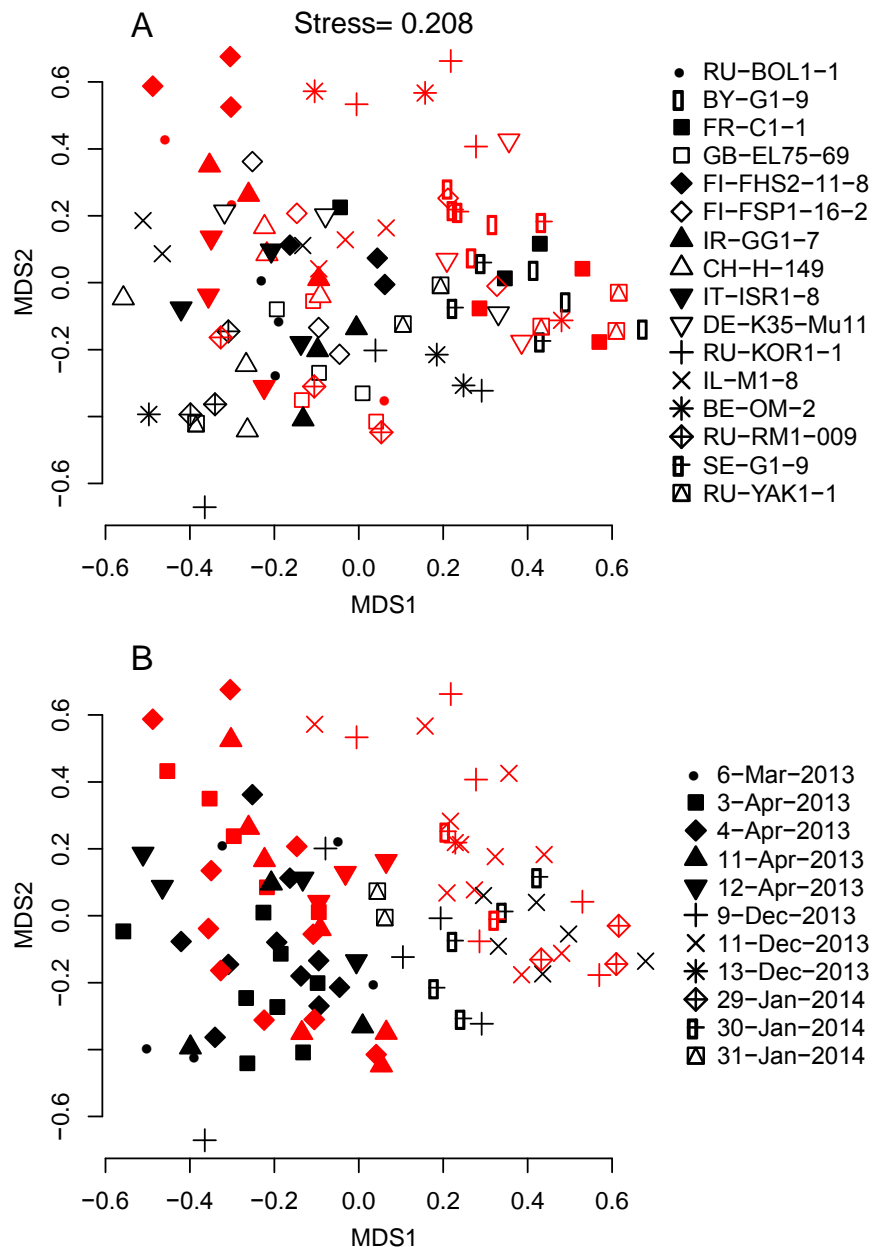 A
Stress= 0.208
MDS2
0.6
0.4
0.2
0.0
−0.2
−0.4
−0.6
−0.6
−0.4
−0.2
0.0
0.2
0.4
0.6
MDS1
RU−BOL1−1
BY−G1−9
FR−C1−1
GB−EL75−69
FI−FHS2−11−8
FI−FSP1−16−2
IR−GG1−7
CH−H−149
IT−ISR1−8
DE−K35−Mu11
RU−KOR1−1
IL−M1−8
BE−OM−2
RU−RM1−009
SE−G1−9
RU−YAK1−1
B
MDS2
0.6
0.4
0.2
0.0
−0.2
−0.4
−0.6
−0.6
−0.4
−0.2
0.0
0.2
0.4
0.6
MDS1
6−Mar−2013
3−Apr−2013
4−Apr−2013
11−Apr−2013
12−Apr−2013
9−Dec−2013
11−Dec−2013
13−Dec−2013
29−Jan−2014
30−Jan−2014
31−Jan−2014